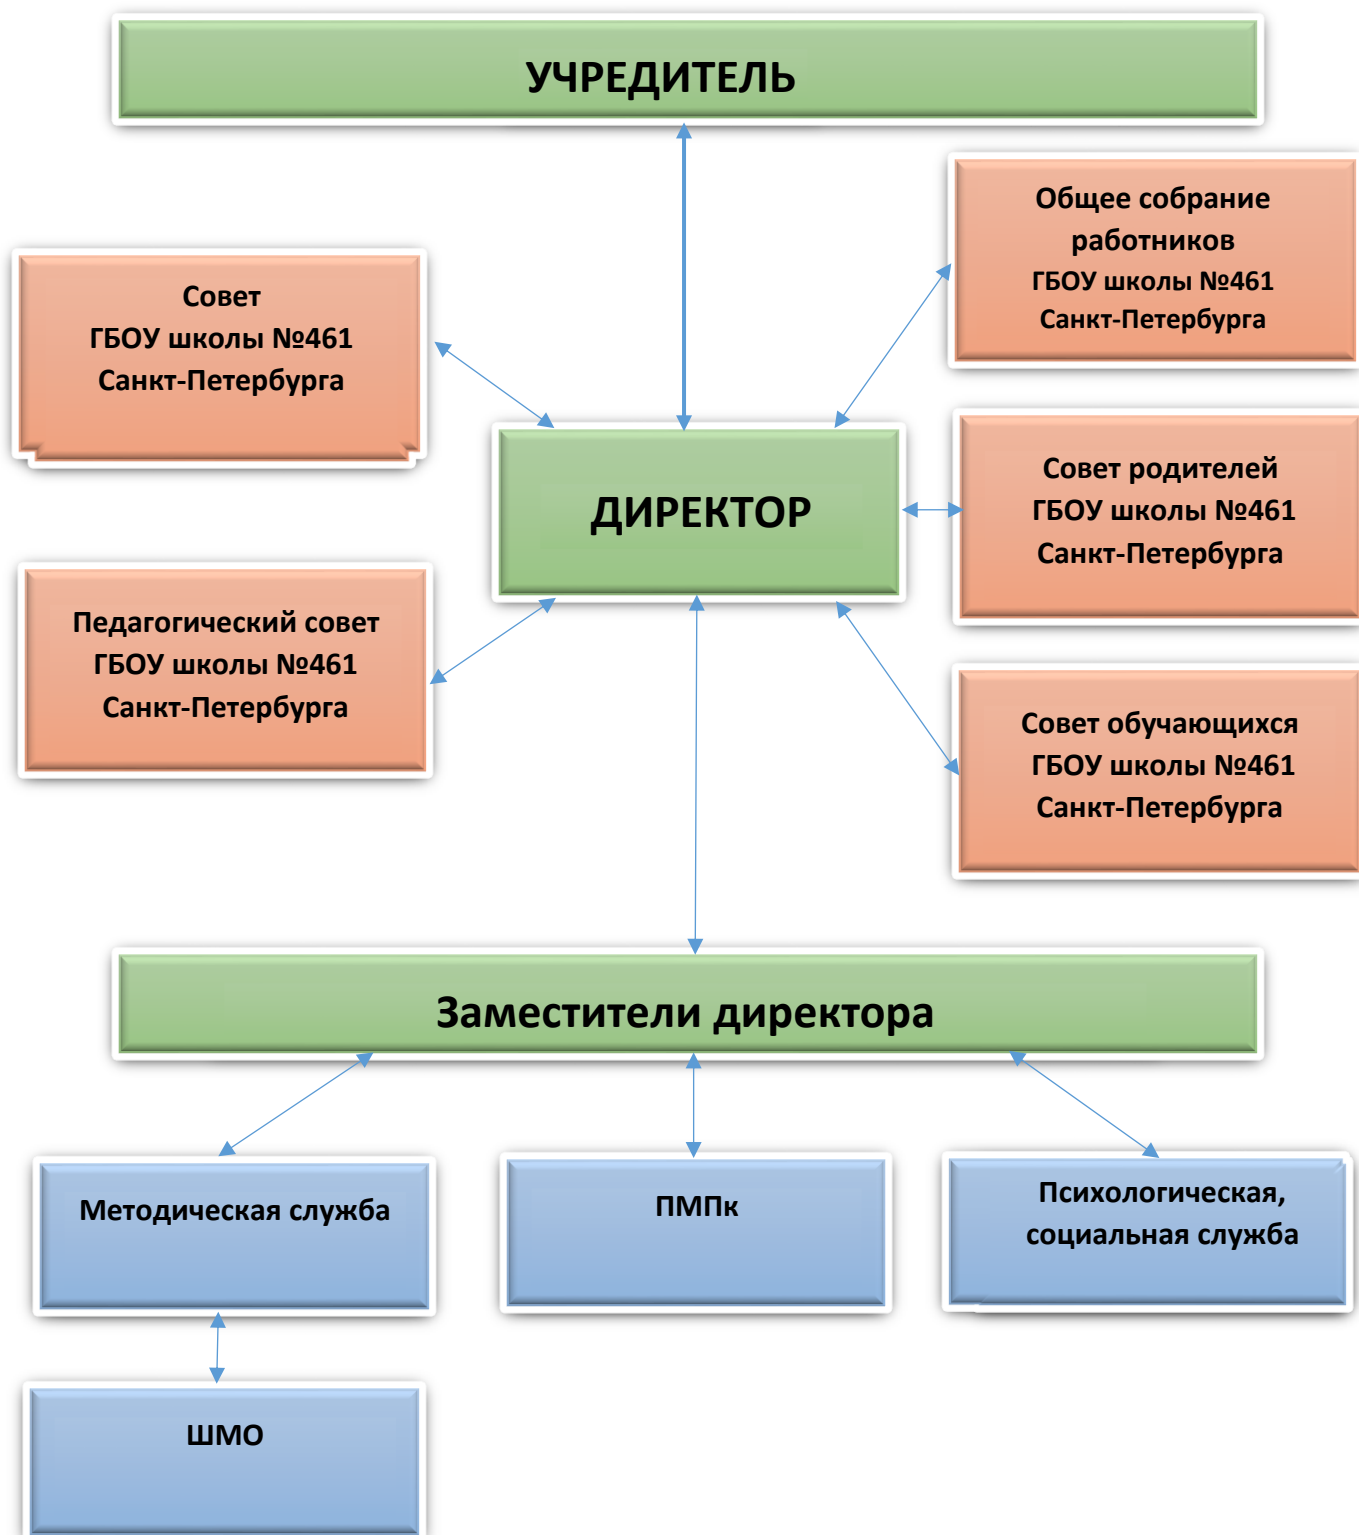 УЧРЕДИТЕЛЬ
Общее собрание
работников
ГБОУ школы №461
Санкт-Петербурга
Совет
ГБОУ школы №461
Санкт-Петербурга
ДИРЕКТОР
Совет родителей
ГБОУ школы №461
Санкт-Петербурга
Педагогический совет
ГБОУ школы №461
Санкт-Петербурга
Совет обучающихся
ГБОУ школы №461
Санкт-Петербурга
Заместители директора
Методическая служба
ПМПк
Психологическая,
социальная служба
ШМО